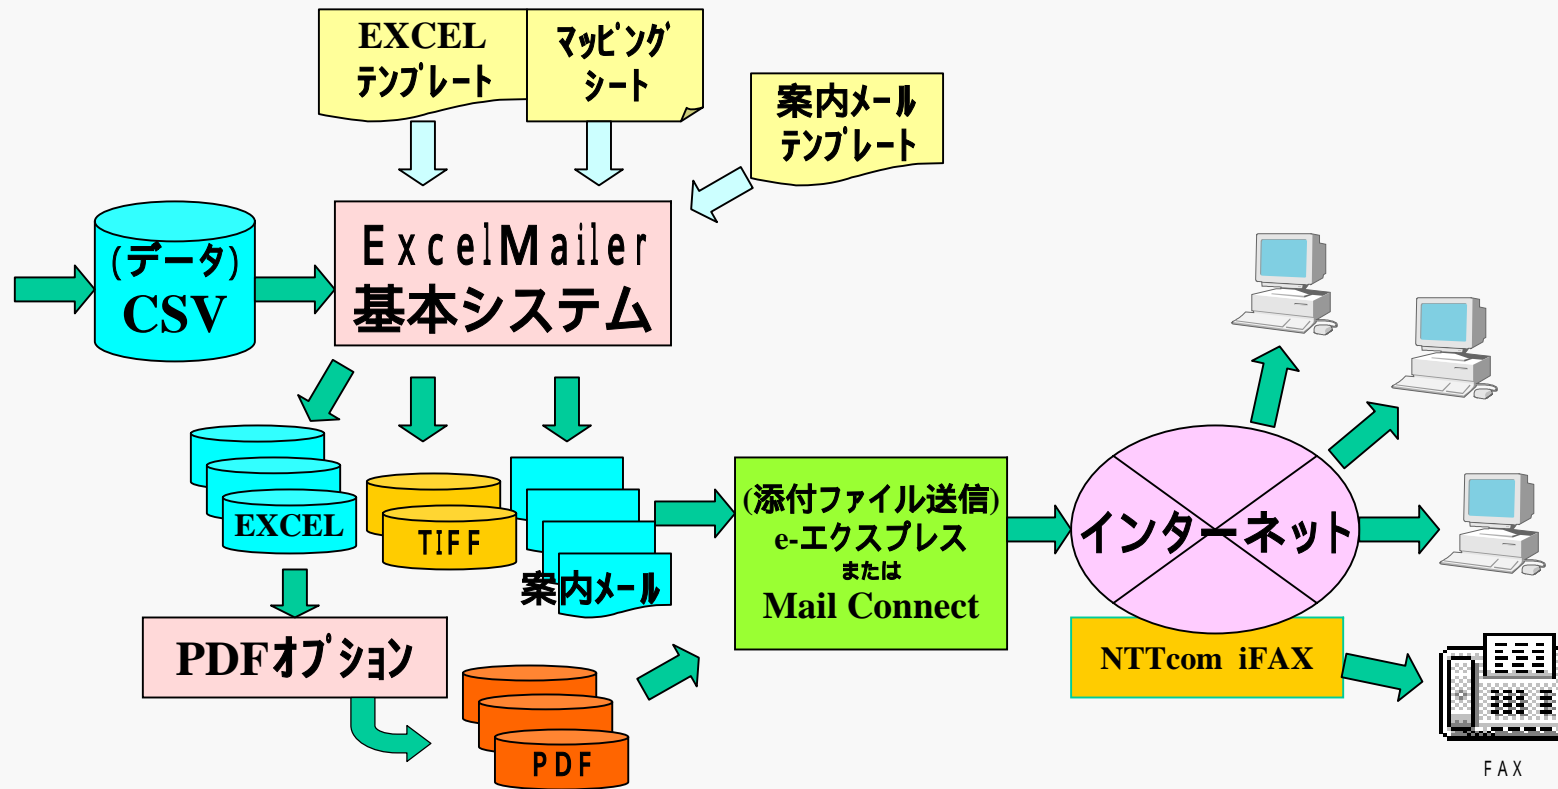 EXCEL
テンプレート
マッピング
シート
案内メール
テンプレート
(データ)
CSV
ExcelMailer
基本システム
EXCEL
TIFF
案内メール
(添付ファイル送信)
e-エクスプレス
または
Mail Connect
インターネット
PDFオプション
NTTcom iFAX
PDF
FAX